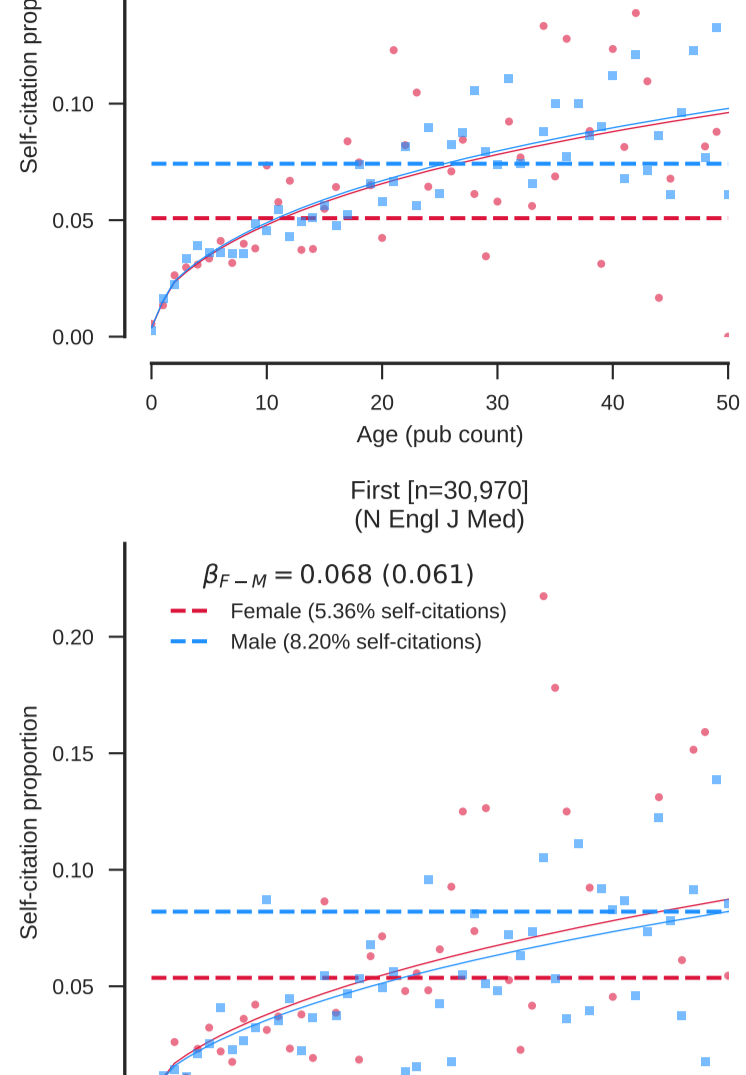 Self-citation prop
0.10
0.05
0.00
0 10 20 30 40 50
Age (pub count)
First [n=30,970]
(N Engl J Med)
β_{F−M} = 0.068 (0.061)
Female (5.36% self-citations)
Male (8.20% self-citations)
Self-citation proportion
0.20
0.15
0.10
0.05